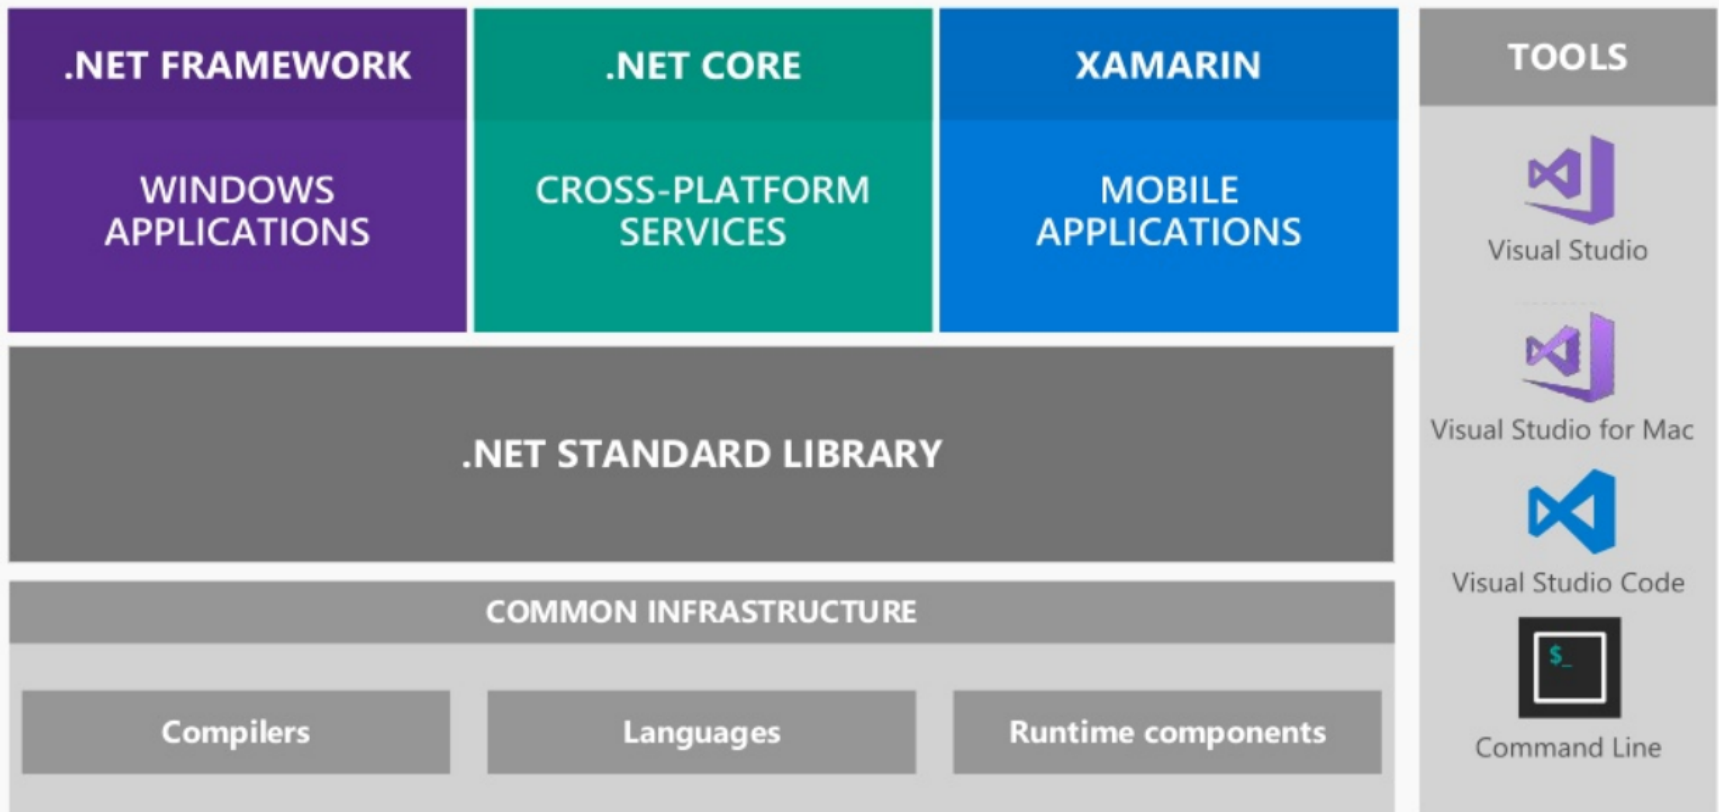 .NET FRAMEWORK
WINDOWS
APPLICATIONS
.NET CORE
CROSS-PLATFORM
SERVICES
XAMARIN
MOBILE
APPLICATIONS
.NET STANDARD LIBRARY
COMMON INFRASTRUCTURE
Compilers
Languages
Runtime components
TOOLS
Visual Studio
Visual Studio for Mac
Visual Studio Code
$_
Command Line